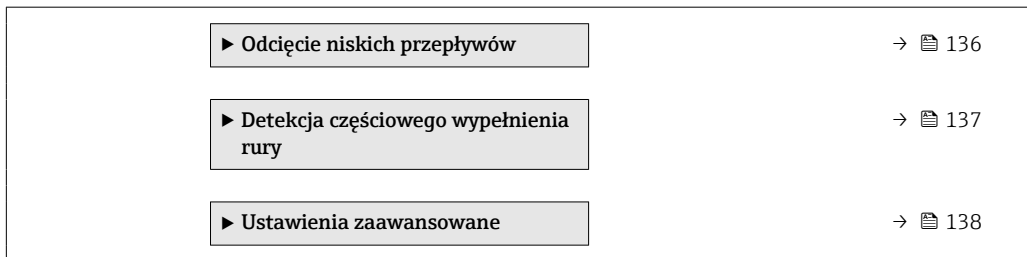 ▶ Odcięcie niskich przepływów → 136
▶ Detekcja częściowego wypełnienia → 137
rury
▶ Ustawienia zaawansowane → 138